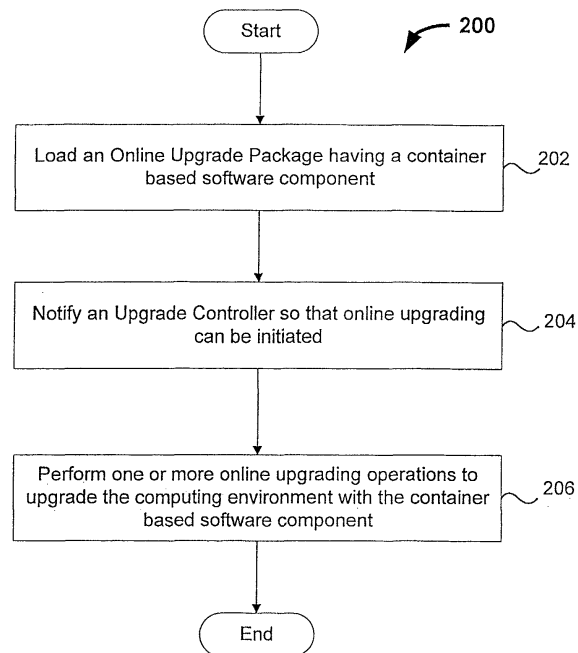 Start
200
Load an Online Upgrade Package having a container
based software component
202
Notify an Upgrade Controller so that online upgrading
can be initiated
204
Perform one or more online upgrading operations to
upgrade the computing environment with the container
based software component
206
End